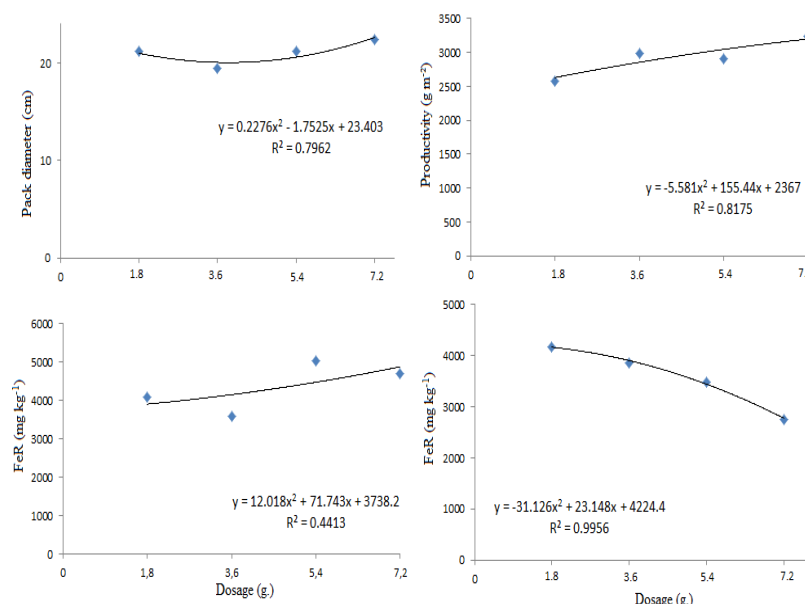 Pack diameter (cm)
20
10
0
y = 0.2276x² - 1.7525x + 23.403
R² = 0.7962
0 1.8 3.6 5.4 7.2
Productivity (g m⁻²)
3500
3000
2500
2000
1500
1000
500
0
y = -5.581x² + 155.44x + 2367
R² = 0.8175
0 1.8 3.6 5.4
FeR (mg kg⁻¹)
6000
5000
4000
3000
2000
1000
0
y = 12.018x² + 71.743x + 3738.2
R² = 0.4413
0 1,8 3,6 5,4 7,2
Dosage (g.)
FeR (mg kg⁻¹)
5000
4000
3000
2000
1000
0
y = -31.126x² + 23.148x + 4224.4
R² = 0.9956
0 1.8 3.6 5.4 7.2
Dosage (g.)